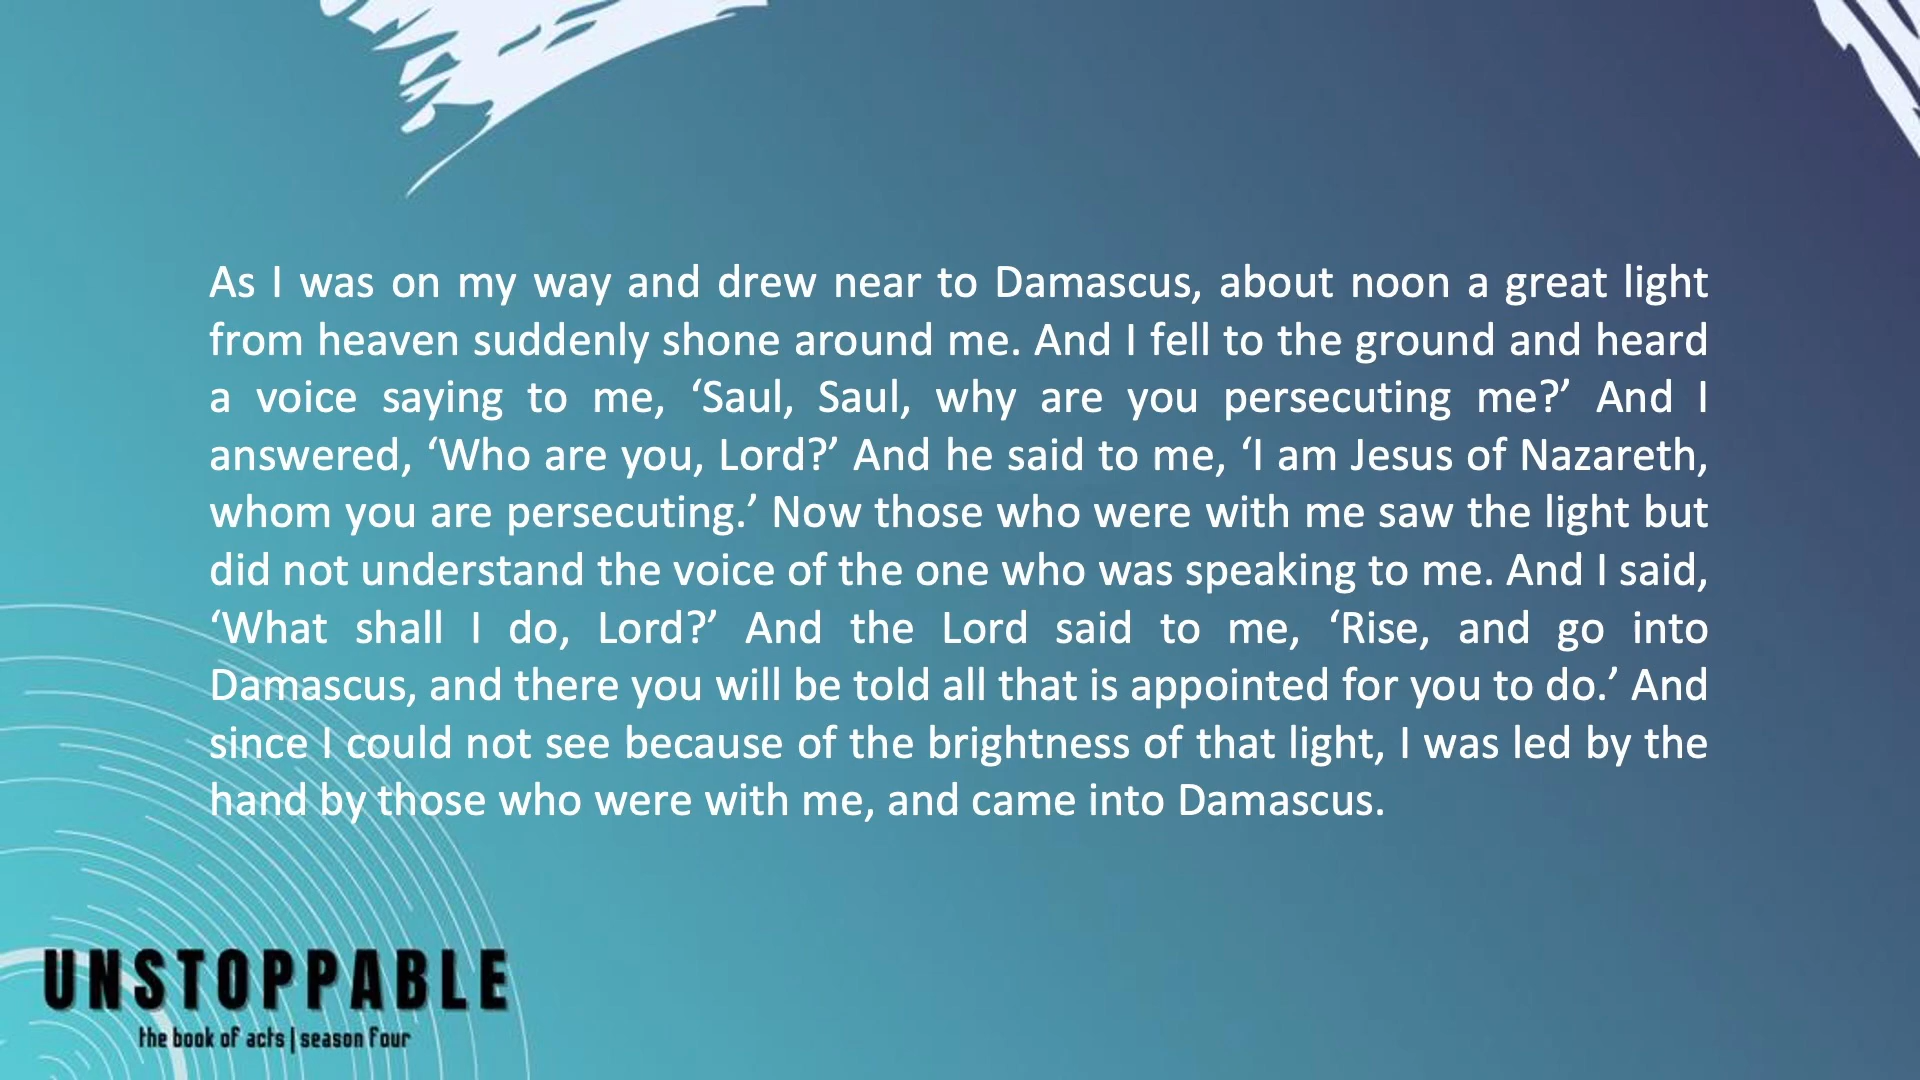 As I was on my way and drew near to Damascus, about noon a great light
from heaven suddenly shone around me. And I fell to the ground and heard
a voice saying to me, ‘Saul, Saul, why are you persecuting me?’ And I
answered, ‘Who are you, Lord?’ And he said to me, ‘I am Jesus of Nazareth,
whom you are persecuting.’ Now those who were with me saw the light but
did not understand the voice of the one who was speaking to me. And I said,
‘What shall I do, Lord?’ And the Lord said to me, ‘Rise, and go into
Damascus, and there you will be told all that is appointed for you to do.’ And
since I could not see because of the brightness of that light, I was led by the
hand by those who were with me, and came into Damascus.
UNSTOPPABLE
the book of acts | season four